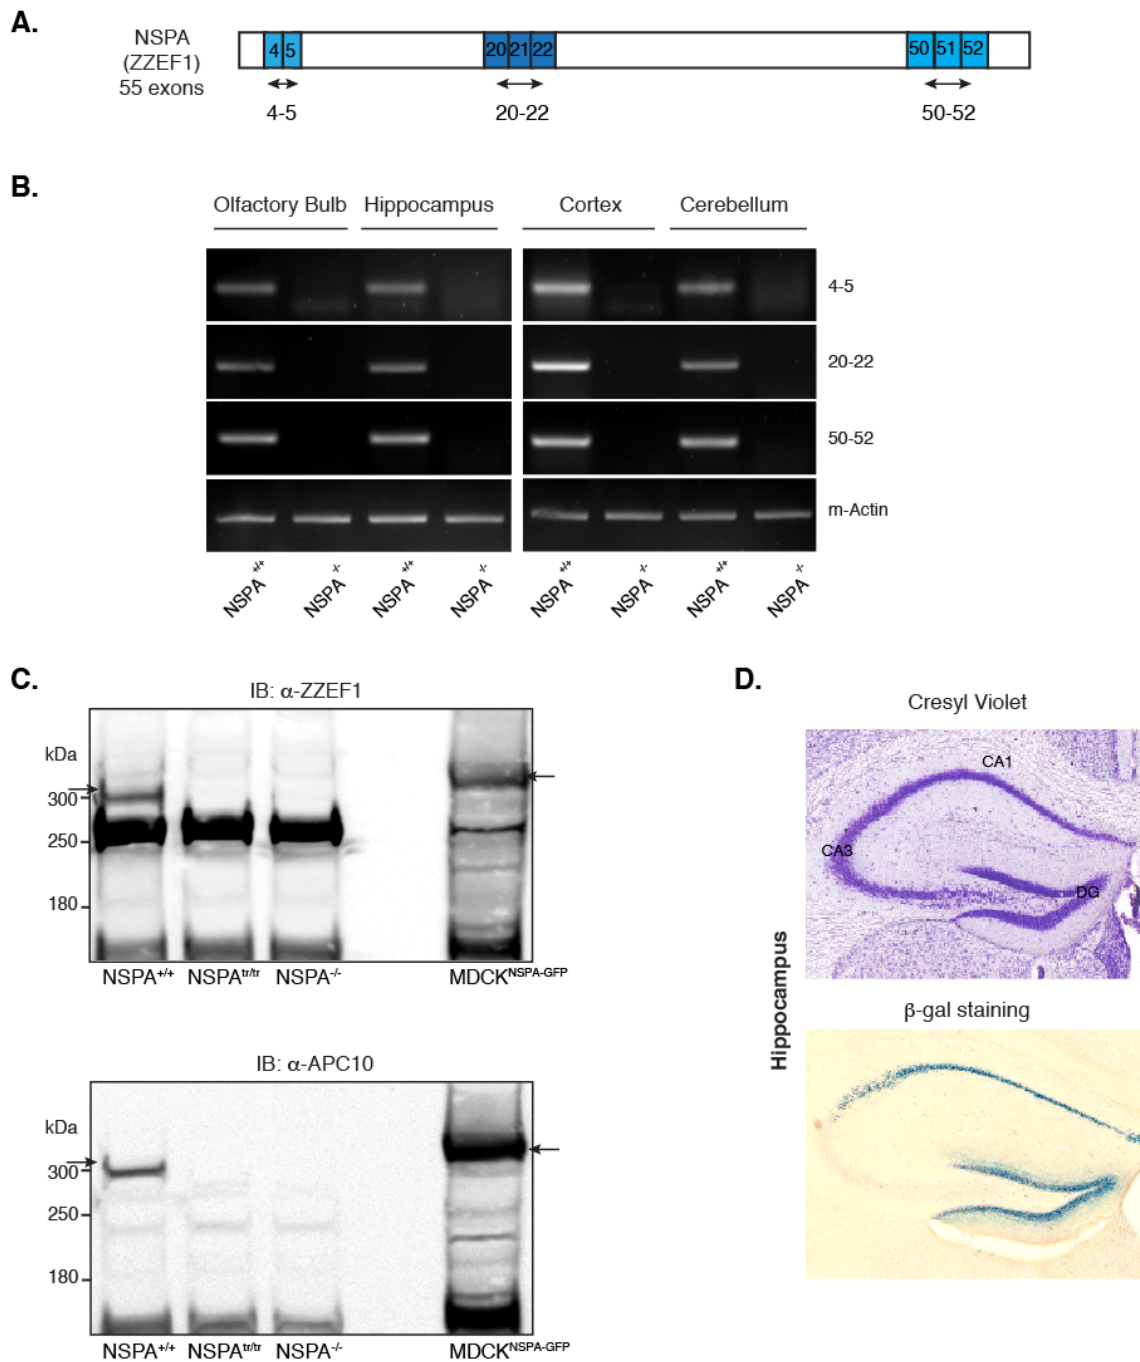 A.
NSPA
(ZZEF1)
55 exons
4 5 20 21 22 50 51 52
4-5 20-22 50-52
B.
Olfactory Bulb Hippocampus Cortex Cerebellum
4-5
20-22
50-52
m-Actin
NSPA+/+ NSPA-/- NSPA+/+ NSPA-/- NSPA+/+ NSPA-/- NSPA+/+ NSPA-/-
C.
IB: α-ZZEF1
kDa
300
250
180
NSPA+/+ NSPAtr/tr NSPA-/- MDCKNSPA-GFP
IB: α-APC10
kDa
300
250
180
NSPA+/+ NSPAtr/tr NSPA-/- MDCKNSPA-GFP
D.
Cresyl Violet
CA1
CA3
DG
Hippocampus
β-gal staining